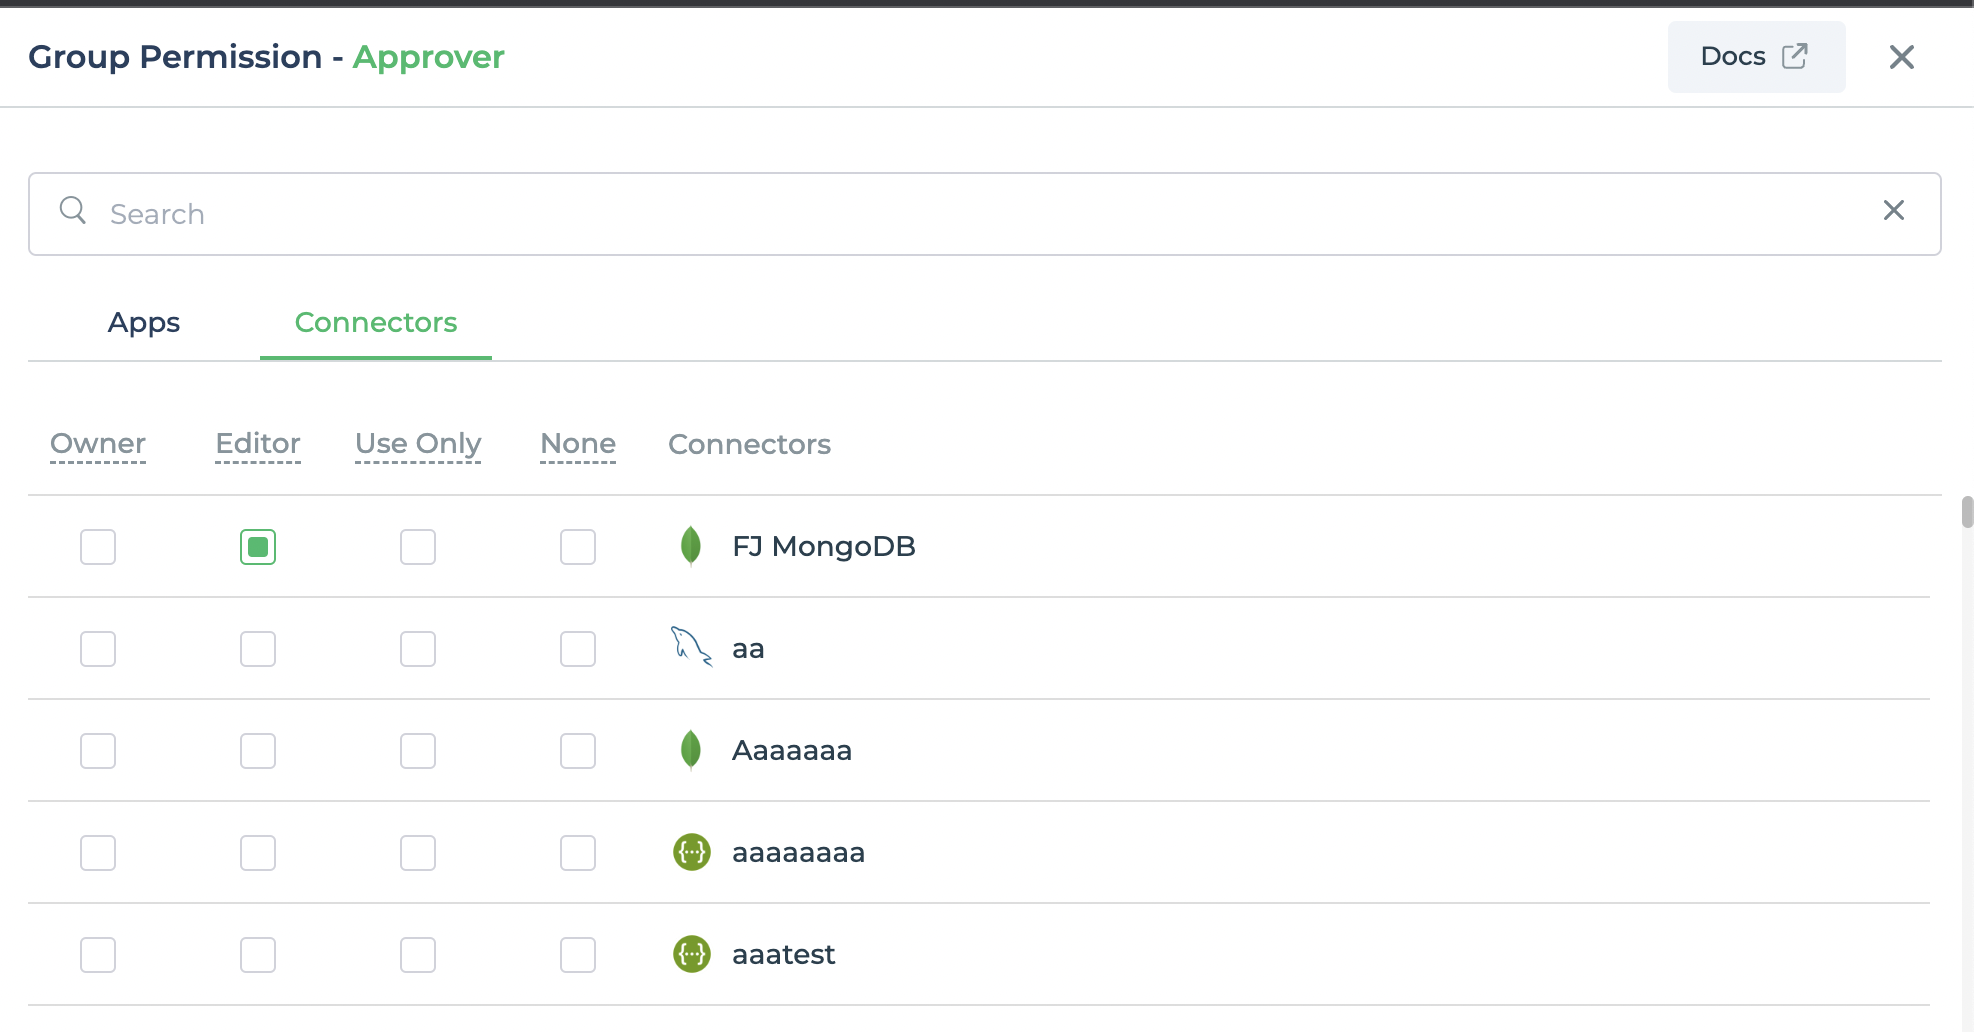 Group Permission - Approver
Docs
Search
Apps
Connectors
Owner Editor Use Only None Connectors
FJ MongoDB
aa
Aaaaaaa
aaaaaaaa
aaatest